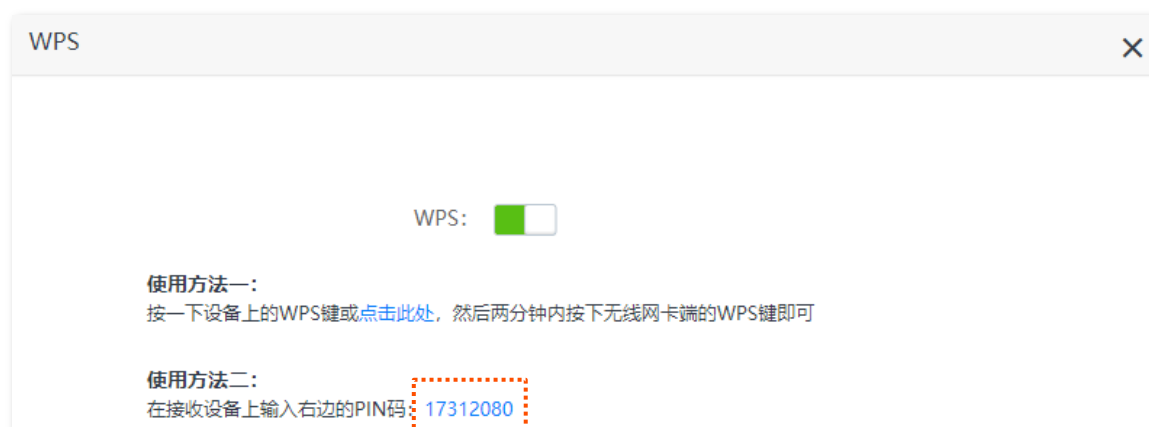 WPS
WPS:
使用方法一:
按一下设备上的WPS键或点击此处，然后两分钟内按下无线网卡端的WPS键即可
使用方法二:
在接收设备上输入右边的PIN码: 17312080